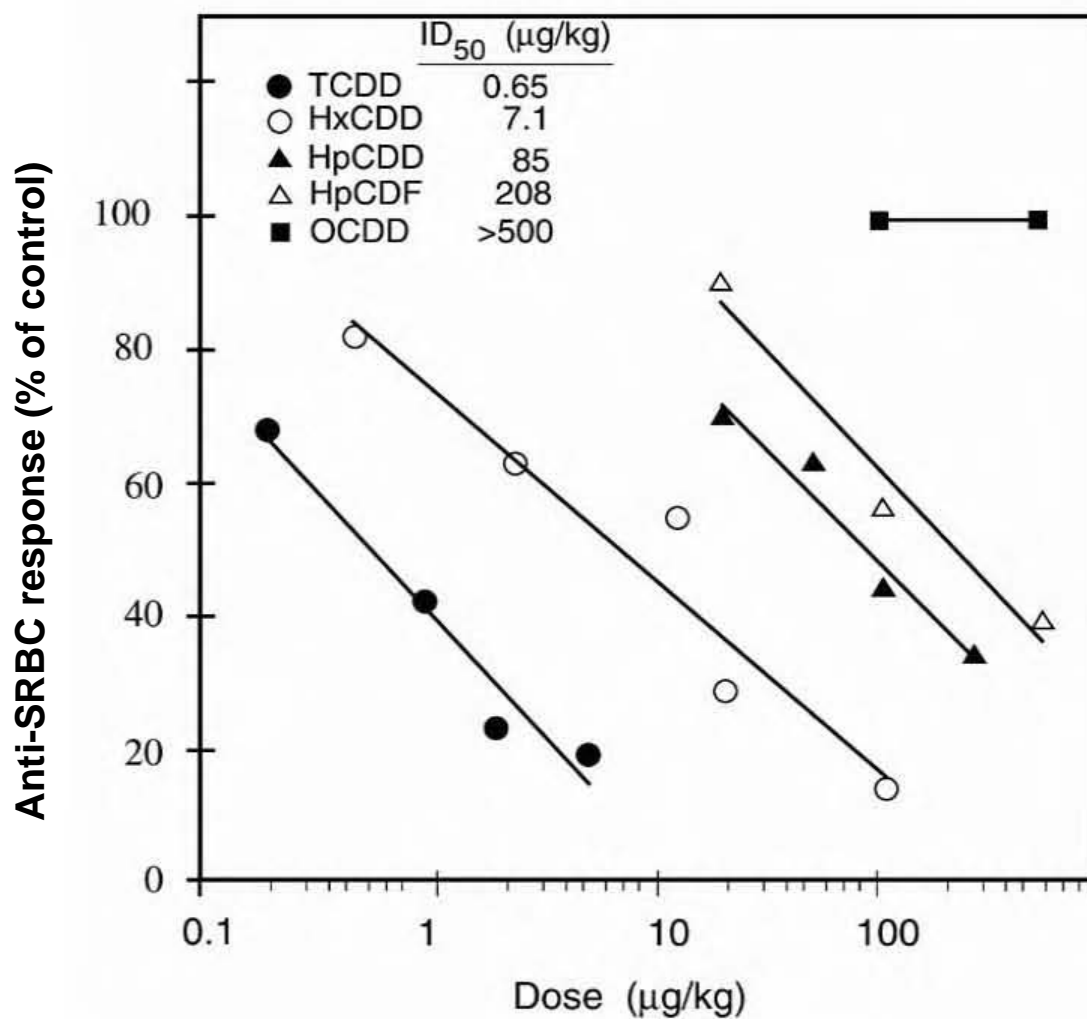 ID50 (μg/kg)
TCDD 0.65
HxCDD 7.1
HpCDD 85
HpCDF 208
OCDD >500
Anti-SRBC response (% of control)
100
80
60
40
20
0
0.1 1 10 100
Dose (μg/kg)